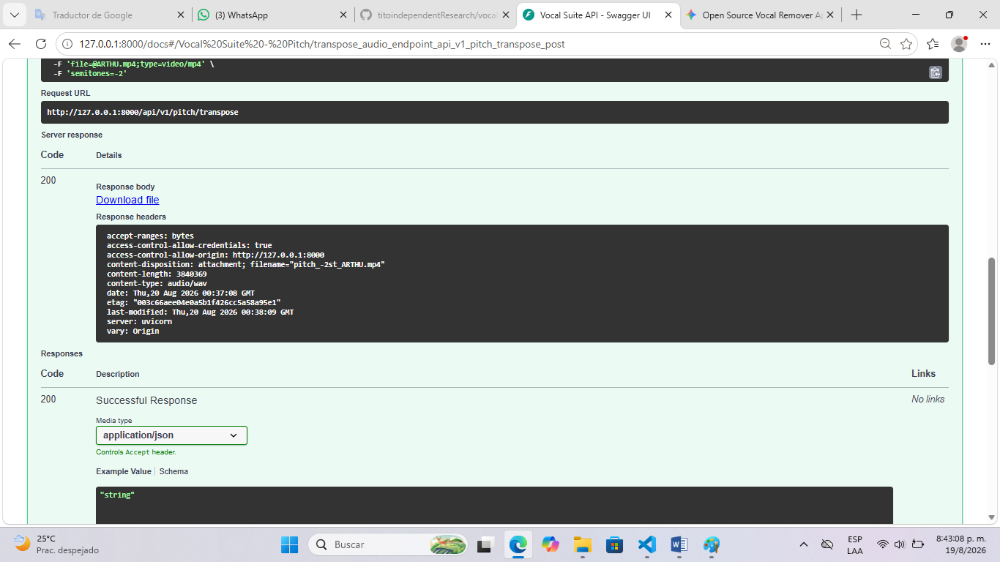 Traductor de Google
(3) WhatsApp
titoindependentResearch/vocal
Vocal Suite API - Swagger UI
Open Source Vocal Remover Ap
127.0.0.1:8000/docs#/Vocal%20Suite%20-%20Pitch/transpose_audio_endpoint_api_v1_pitch_transpose_post
-F 'file=@ARTHU.mp4;type=video/mp4' \
-F 'semitones=-2'
Request URL
http://127.0.0.1:8000/api/v1/pitch/transpose
Server response
Code Details
200
Response body
Download file
Response headers
accept-ranges: bytes
access-control-allow-credentials: true
access-control-allow-origin: http://127.0.0.1:8000
content-disposition: attachment; filename="pitch_-2st_ARTHU.mp4"
content-length: 3840369
content-type: audio/wav
date: Thu,20 Aug 2026 00:37:08 GMT
etag: "003c66aee04e0a5b1f426cc5a58a95e1"
last-modified: Thu,20 Aug 2026 00:38:09 GMT
server: uvicorn
vary: Origin
Responses
Code Description Links
200 Successful Response No links
Media type
application/json
Controls Accept header.
Example Value Schema
"string"
25°C
Prac. despejado
Buscar
ESP
LAA
8:43:08 p. m.
19/8/2026